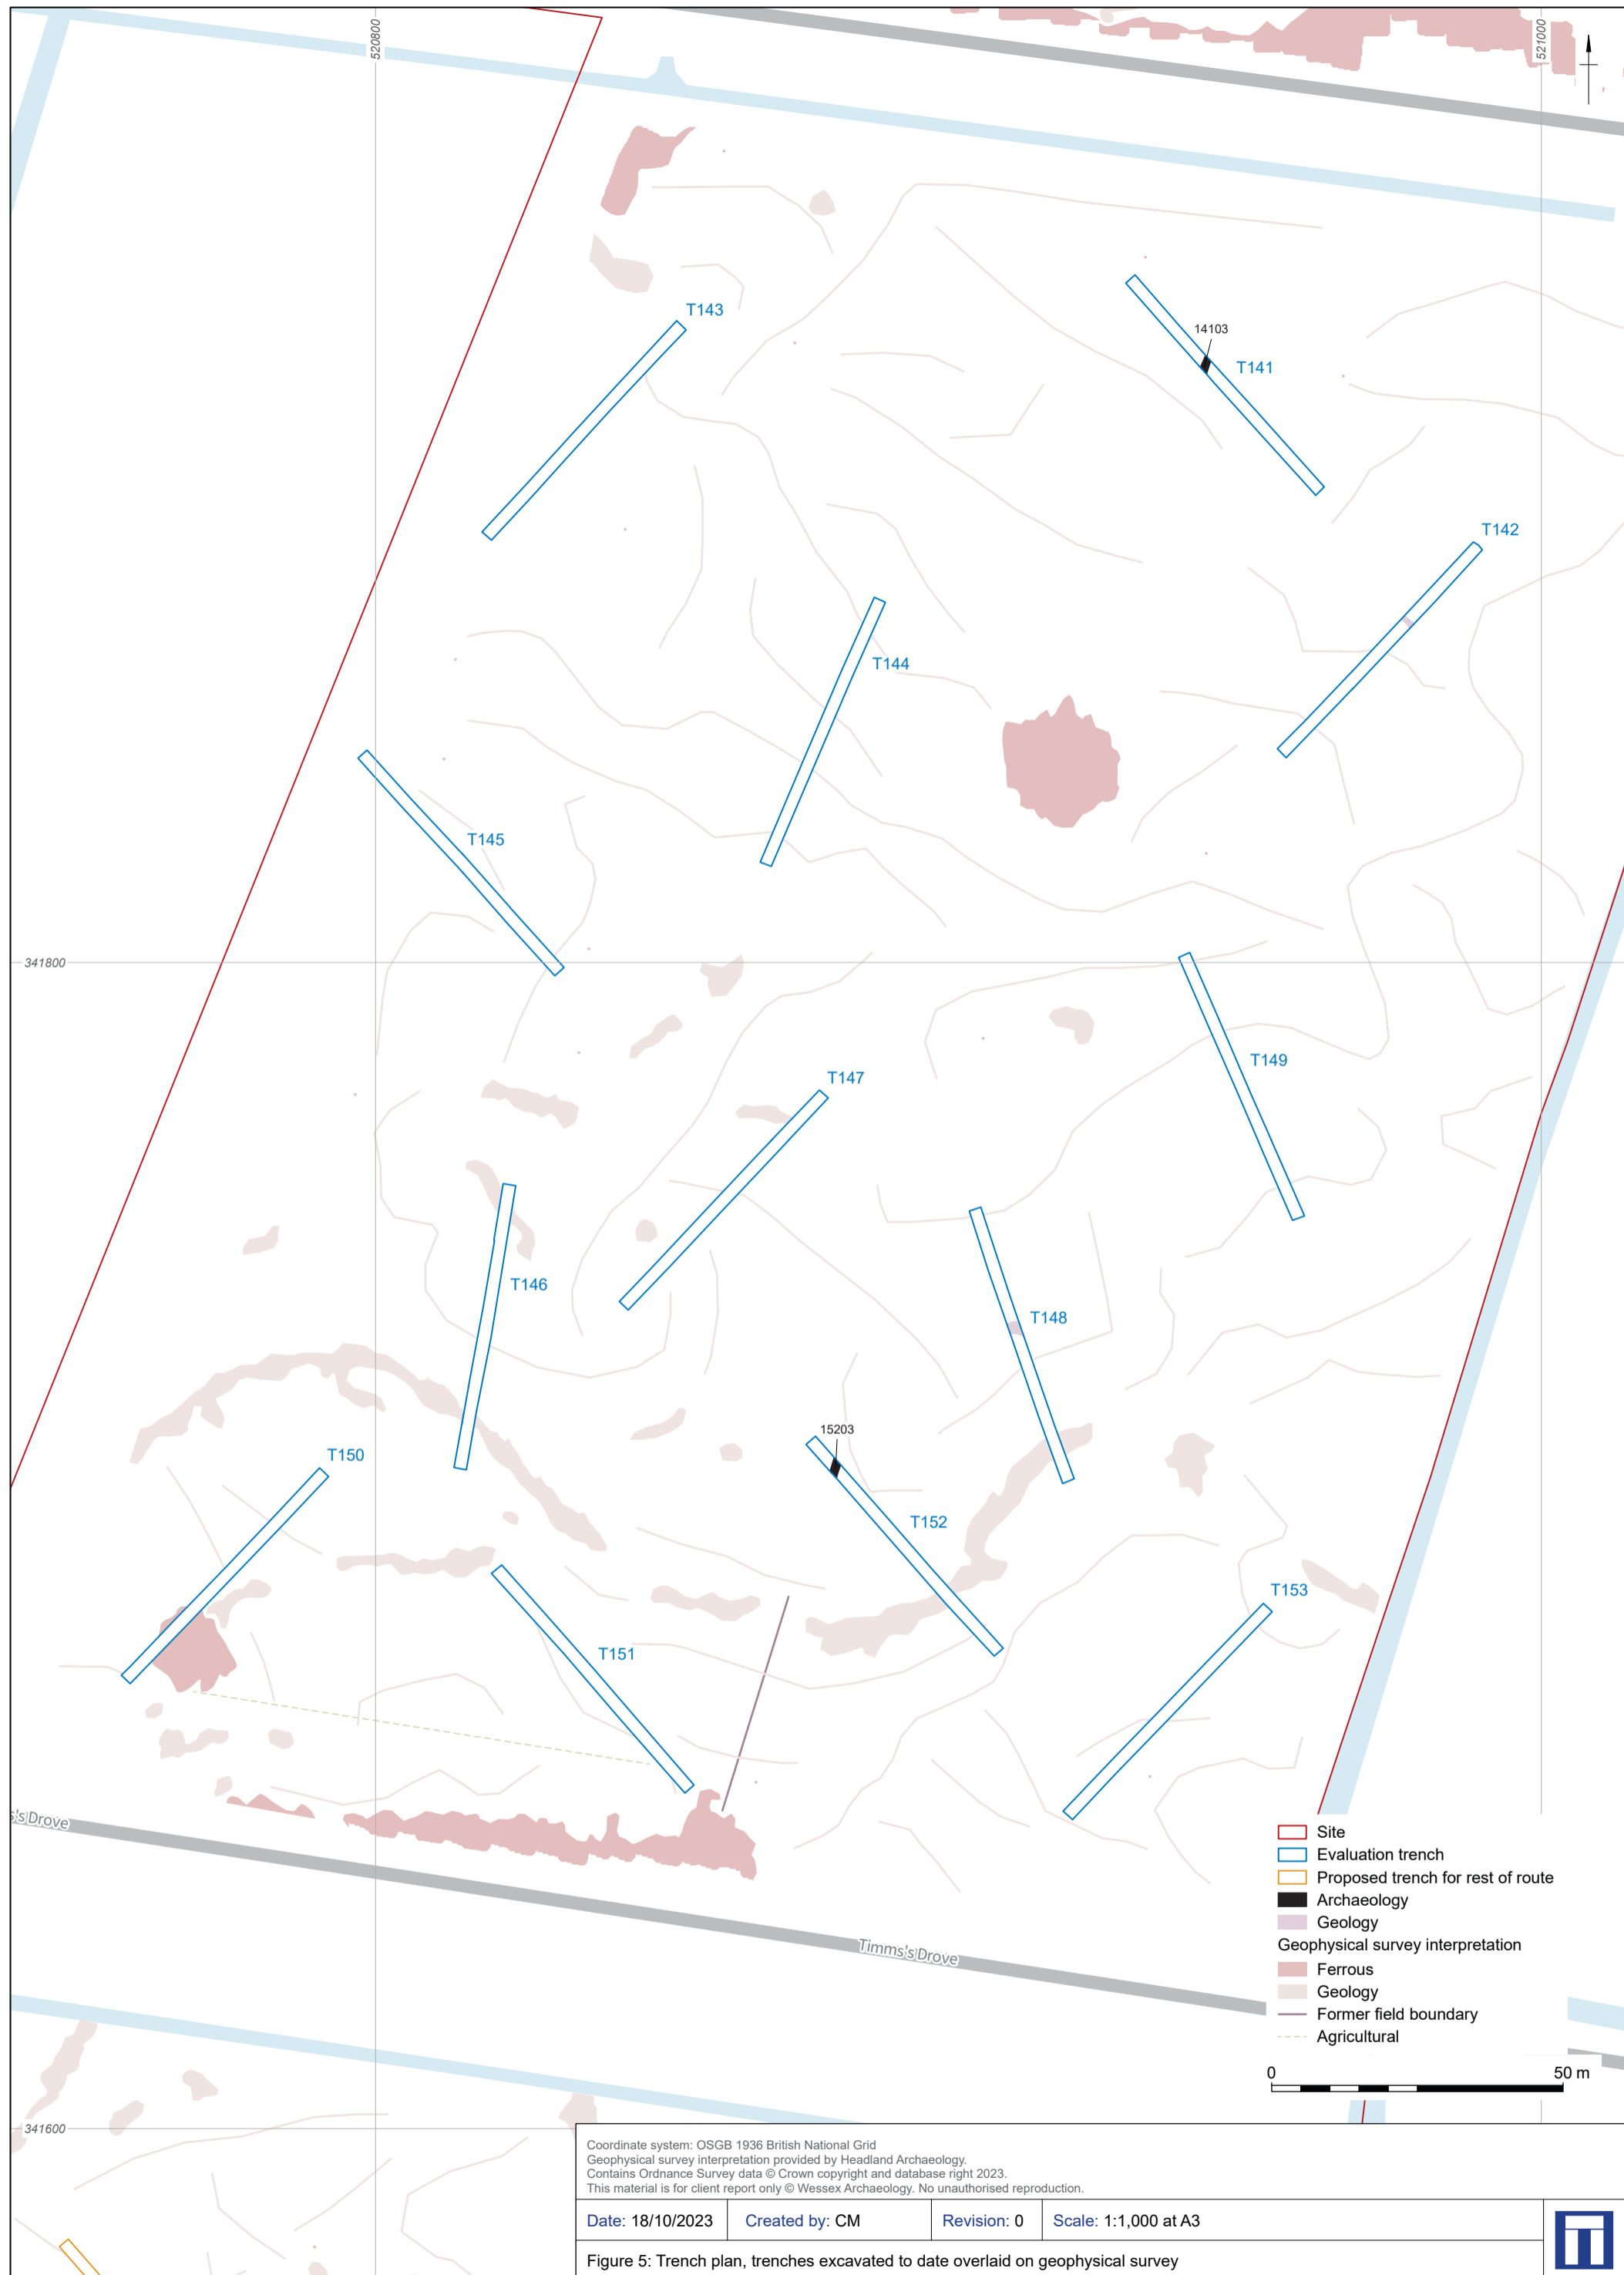 520800
521000
T143
14103
T141
T142
T144
T145
341800
T149
T147
T146
T148
15203
T150
T152
T153
T151
s's Drove
Timms's Drove
Site
Evaluation trench
Proposed trench for rest of route
Archaeology
Geology
Geophysical survey interpretation
Ferrous
Geology
Former field boundary
Agricultural
0 50 m
341600
Coordinate system: OSGB 1936 British National Grid
Geophysical survey interpretation provided by Headland Archaeology.
Contains Ordnance Survey data © Crown copyright and database right 2023.
This material is for client report only © Wessex Archaeology. No unauthorised reproduction.
Date: 18/10/2023 Created by: CM Revision: 0 Scale: 1:1,000 at A3
Figure 5: Trench plan, trenches excavated to date overlaid on geophysical survey